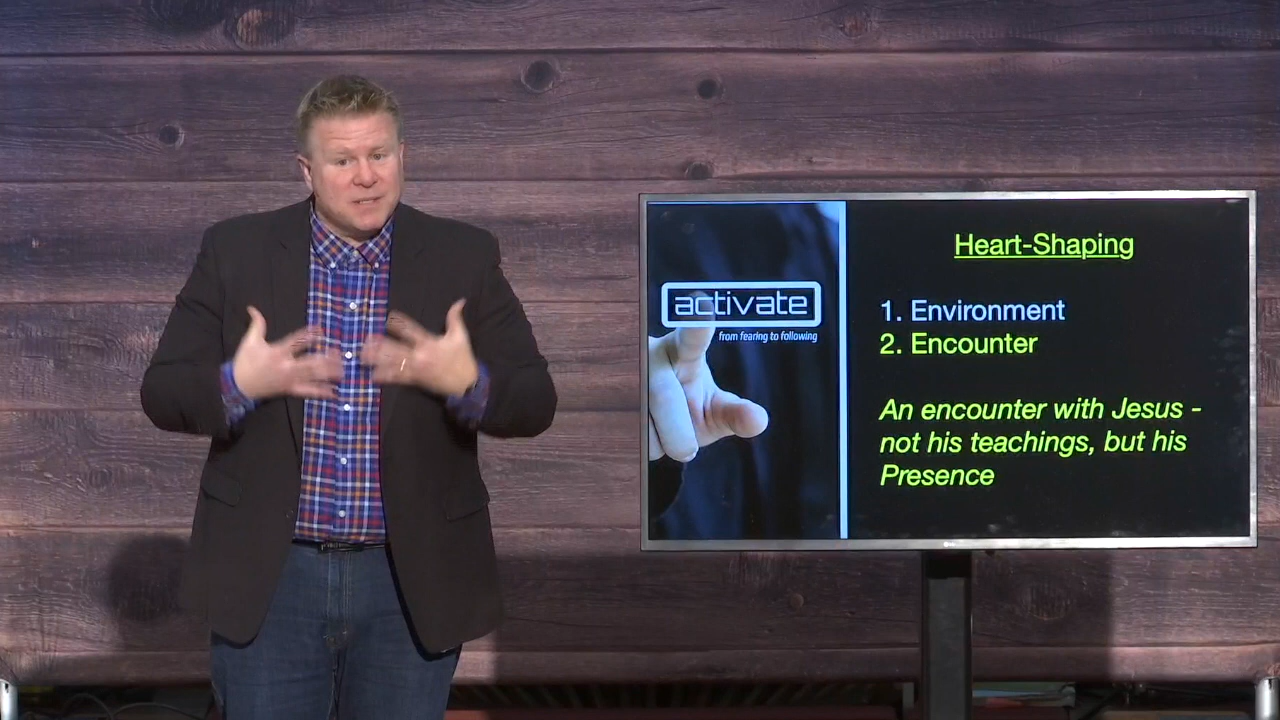 activate
from fearing to following
Heart-Shaping
1. Environment
2. Encounter
An encounter with Jesus -
not his teachings, but his
Presence